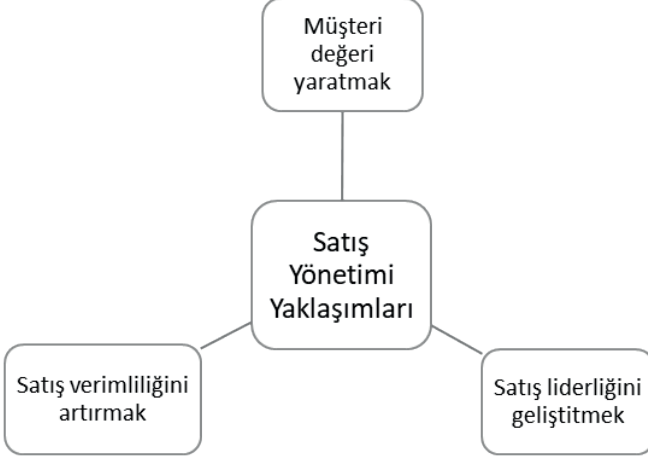 Müşteri
değeri
yaratmak
Satış
Yönetimi
Yaklaşımları
Satış verimliliğini
artırmak
Satış liderliğini
geliştitmek